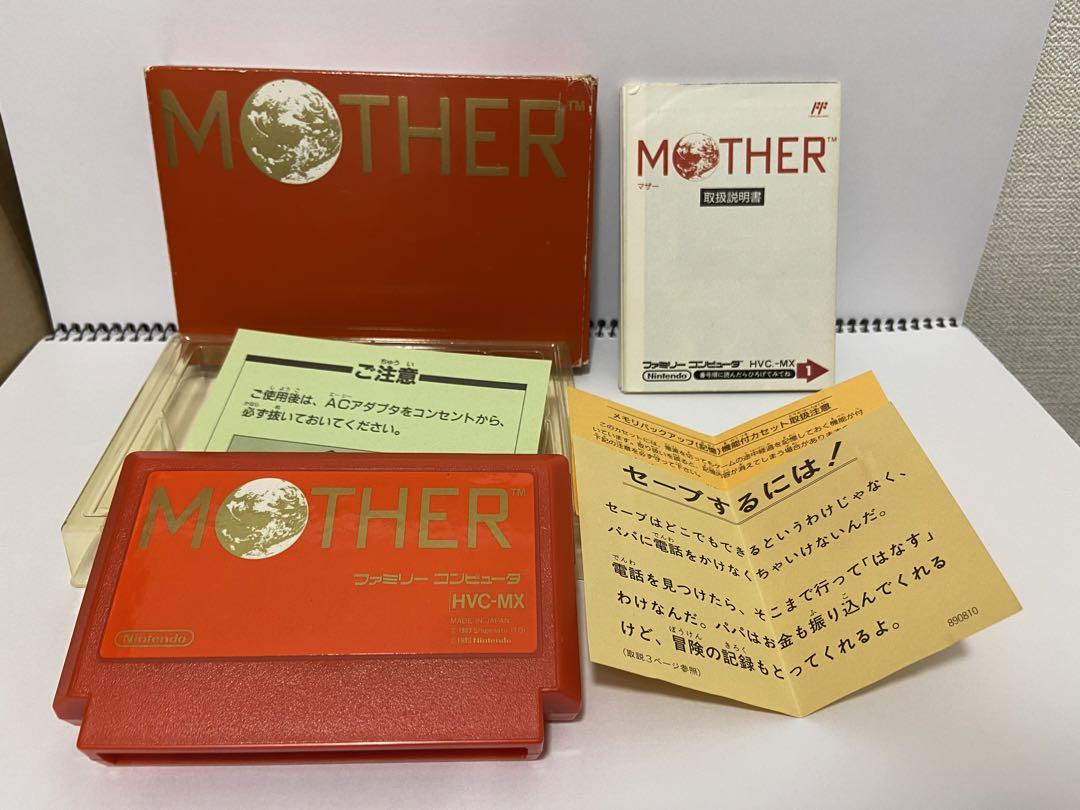 MOTHER™
MOTHER™
マザー
取扱説明書
ファミリー コンピュータ™ HVC-MX
Nintendo
番号順に読んだらひろげてみてね
1
ちゅうい
ご注意
ご使用後は、ACアダプタをコンセントから、
必ず抜いておいてください。
MOTHER™
ファミリー コンピュータ
HVC-MX
MADE IN JAPAN
© 1989 Shigesato ITOI
© 1989 Nintendo
Nintendo
メモリバックアップ(記憶)機能付カセット取扱注意
セーブするには!
セーブはどこでもできるというわけじゃなく、
パパに電話をかけなくちゃいけないんだ。
電話を見つけたら、そこまで行って「はなす」
わけなんだ。パパはお金も振り込んでくれる
けど、冒険の記録もとってくれるよ。
(取説3ページ参照)
890810